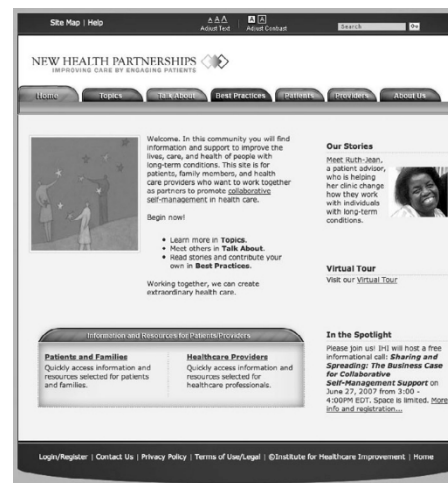 Site Map | Help
A A A
Adjust Text
A A
Adjust Contrast
Search
Go
NEW HEALTH PARTNERSHIPS
IMPROVING CARE BY ENGAGING PATIENTS
Home
Topics
Talk About
Best Practices
Patients
Providers
About Us
Welcome. In this community you will find
information and support to improve the
lives, care, and health of people with
long-term conditions. This site is for
patients, family members, and health
care providers who want to work together
as partners to promote collaborative
self-management in health care.
Begin now!
• Learn more in Topics.
• Meet others in Talk About.
• Read stories and contribute your
own in Best Practices.
Working together, we can create
extraordinary health care.
Our Stories
Meet Ruth-Jean,
a patient advisor,
who is helping
her clinic change
how they work
with individuals
with long-term
conditions.
Virtual Tour
Visit our Virtual Tour
Information and Resources for Patients/Providers
Patients and Families
Quickly access information and
resources selected for patients
and families.
Healthcare Providers
Quickly access information and
resources selected for
healthcare professionals.
In the Spotlight
Please join us! IHI will host a free
informational call: Sharing and
Spreading: The Business Case
for Collaborative
Self-Management Support on
June 27, 2007 from 3:00 -
4:00PM EDT. Space is limited. More
info and registration...
Login/Register | Contact Us | Privacy Policy | Terms of Use/Legal | ©Institute for Healthcare Improvement | Home